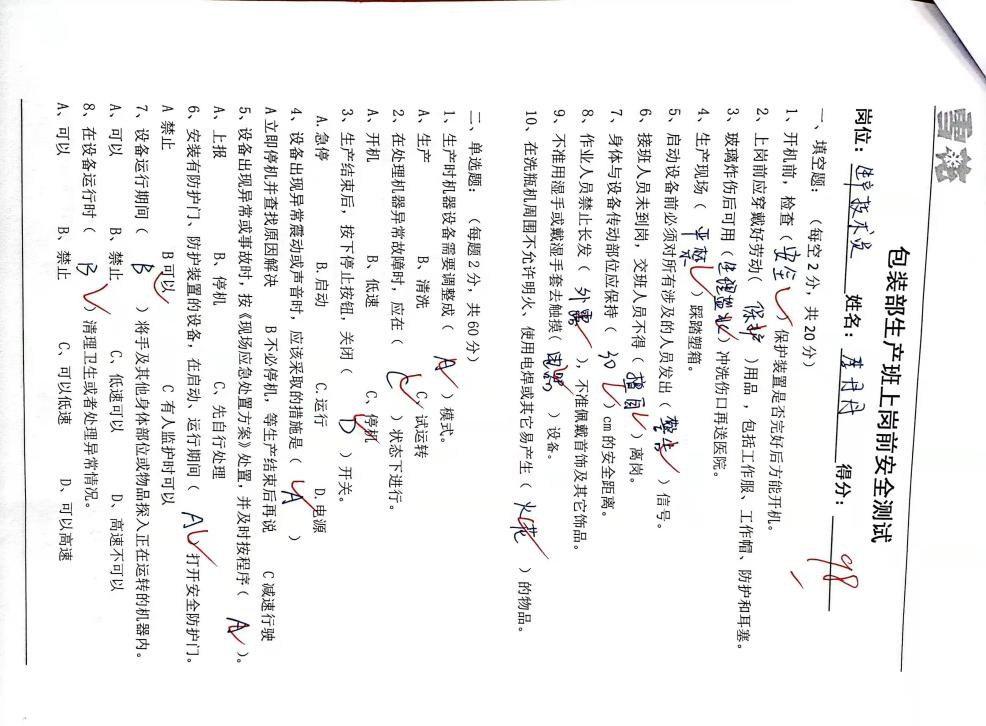 雪花
包装部生产班上岗前安全测试
岗位：生产技术员 姓名： 得分：98
一、填空题：（每空2分，共20分）
1、开机前，检查（安全）保护装置是否完好后方能开机。
2、上岗前应穿戴好劳动（保护）用品，包括工作服、工作帽、防护和耳塞。
3、玻璃炸伤后可用（生理盐水）冲洗伤口再送医院。
4、生产现场（严禁）踩踏塑箱。
5、启动设备前必须对所有涉及的人员发出（警告）信号。
6、接班人员未到岗，交班人员不得（擅自）离岗。
7、身体与设备传动部位应保持（30）cm的安全距离。
8、作业人员禁止长发（外露），不准佩戴首饰及其它饰品。
9、不准用湿手或戴湿手套去触摸（电器）设备。
10、在洗瓶机周围不允许明火、使用电焊或其它易产生（火花）的物品。
二、单选题：（每题2分，共60分）
1、生产时机器设备需要调整成（A）模式。
A、生产 B、清洗 C、试运转
2、在处理机器异常故障时，应在（C）状态下进行。
A、开机 B、低速 C、停机
3、生产结束后，按下停止按钮，关闭（D）开关。
A.急停 B.启动 C.运行 D.电源
4、设备出现异常震动或声音时，应该采取的措施是（A）
A立即停机并查找原因解决 B不必停机，等生产结束后再说 C减速行驶
5、设备出现异常或事故时，按《现场应急处置方案》处置，并及时按程序（A）。
A、上报 B、停机 C、先自行处理
6、安装有防护门、防护装置的设备，在启动、运行期间（A）打开安全防护门。
A禁止 B可以 C有人监护时可以
7、设备运行期间（B）将手及其他身体部位或物品探入正在运转的机器内。
A、可以 B、禁止 C、低速可以 D、高速不可以
8、在设备运行时（B）清理卫生或者处理异常情况。
A、可以 B、禁止 C、可以低速 D、可以高速